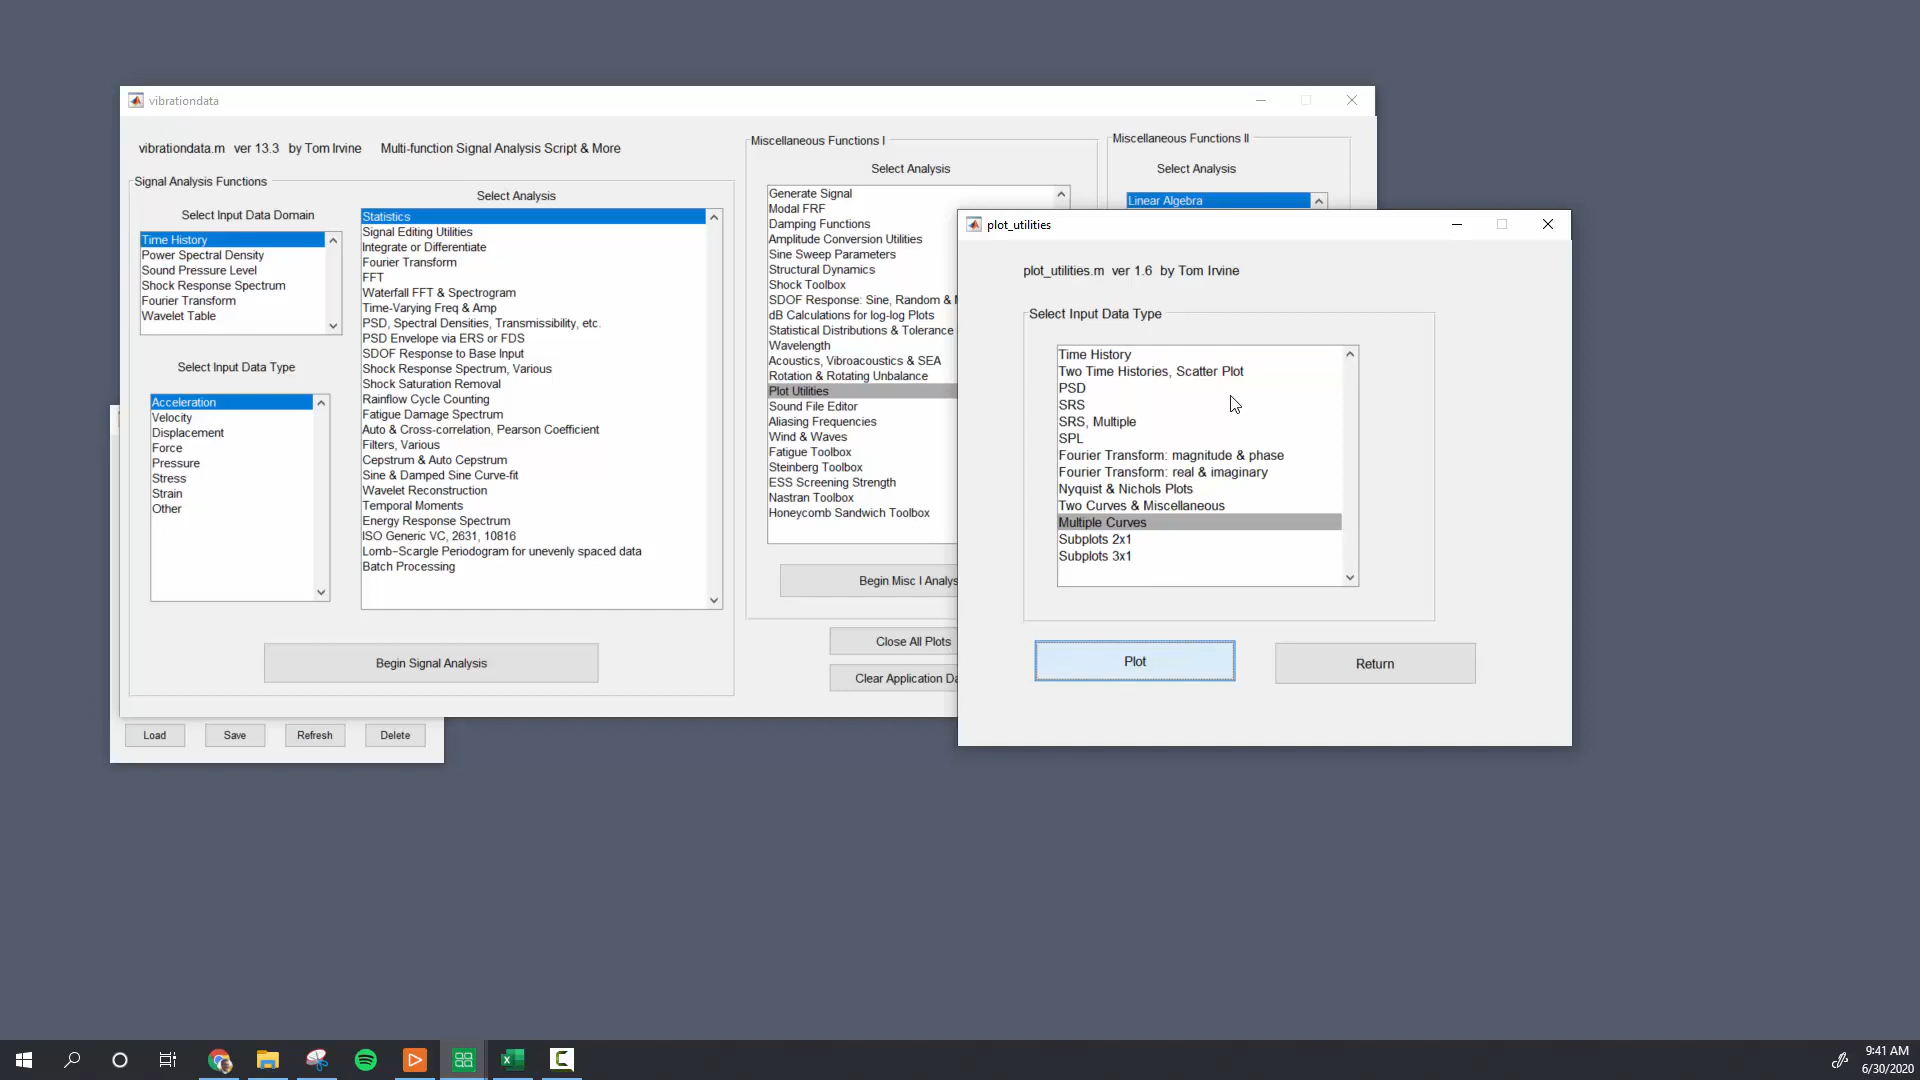 vibrationdata
vibrationdata.m ver 13.3 by Tom Irvine Multi-function Signal Analysis Script & More
Signal Analysis Functions
Select Input Data Domain
Time History
Power Spectral Density
Sound Pressure Level
Shock Response Spectrum
Fourier Transform
Wavelet Table
Select Input Data Type
Acceleration
Velocity
Displacement
Force
Pressure
Stress
Strain
Other
Select Analysis
Statistics
Signal Editing Utilities
Integrate or Differentiate
Fourier Transform
FFT
Waterfall FFT & Spectrogram
Time-Varying Freq & Amp
PSD, Spectral Densities, Transmissibility, etc.
PSD Envelope via ERS or FDS
SDOF Response to Base Input
Shock Response Spectrum, Various
Shock Saturation Removal
Rainflow Cycle Counting
Fatigue Damage Spectrum
Auto & Cross-correlation, Pearson Coefficient
Filters, Various
Cepstrum & Auto Cepstrum
Sine & Damped Sine Curve-fit
Wavelet Reconstruction
Temporal Moments
Energy Response Spectrum
ISO Generic VC, 2631, 10816
Lomb-Scargle Periodogram for unevenly spaced data
Batch Processing
Begin Signal Analysis
Miscellaneous Functions I
Select Analysis
Generate Signal
Modal FRF
Damping Functions
Amplitude Conversion Utilities
Sine Sweep Parameters
Structural Dynamics
Shock Toolbox
SDOF Response: Sine, Random &
dB Calculations for log-log Plots
Statistical Distributions & Tolerance
Wavelength
Acoustics, Vibroacoustics & SEA
Rotation & Rotating Unbalance
Plot Utilities
Sound File Editor
Aliasing Frequencies
Wind & Waves
Fatigue Toolbox
Steinberg Toolbox
ESS Screening Strength
Nastran Toolbox
Honeycomb Sandwich Toolbox
Begin Misc I Analys
Close All Plots
Clear Application Da
Miscellaneous Functions II
Select Analysis
Linear Algebra
plot_utilities
plot_utilities.m ver 1.6 by Tom Irvine
Select Input Data Type
Time History
Two Time Histories, Scatter Plot
PSD
SRS
SRS, Multiple
SPL
Fourier Transform: magnitude & phase
Fourier Transform: real & imaginary
Nyquist & Nichols Plots
Two Curves & Miscellaneous
Multiple Curves
Subplots 2x1
Subplots 3x1
Plot
Return
Load
Save
Refresh
Delete
9:41 AM
6/30/2020